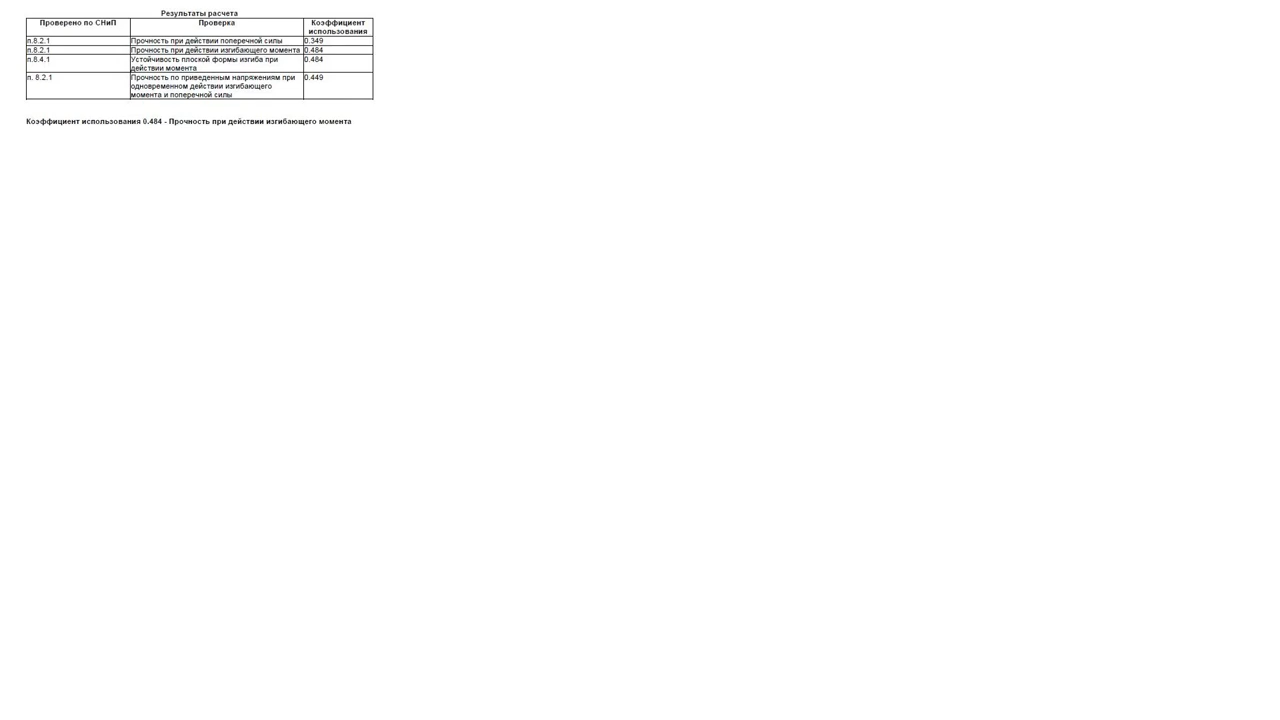 Результаты расчета
Проверено по СНиП Проверка Коэффициент
использования
п.8.2.1 Прочность при действии поперечной силы 0.349
п.8.2.1 Прочность при действии изгибающего момента 0.484
п.8.4.1 Устойчивость плоской формы изгиба при 0.484
действии момента
п. 8.2.1 Прочность по приведенным напряжениям при 0.449
одновременном действии изгибающего
момента и поперечной силы
Коэффициент использования 0.484 - Прочность при действии изгибающего момента